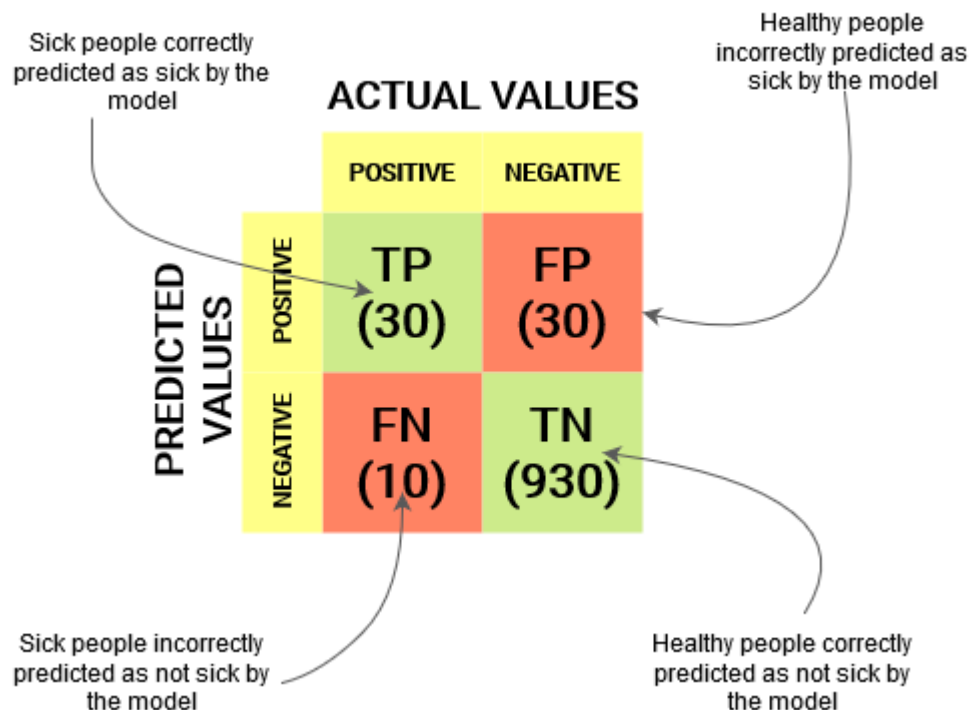 Sick people correctly
predicted as sick by the
model
Healthy people
incorrectly predicted as
sick by the model
ACTUAL VALUES
POSITIVE
NEGATIVE
PREDICTED
VALUES
POSITIVE
TP
(30)
FP
(30)
NEGATIVE
FN
(10)
TN
(930)
Sick people incorrectly
predicted as not sick by
the model
Healthy people correctly
predicted as not sick by
the model